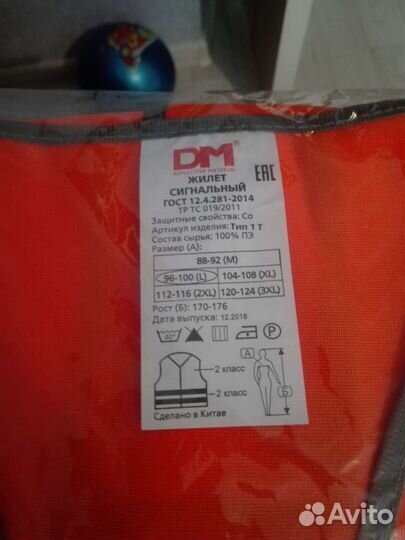 DM
REFLECTIVE MATERIAL
ЖИЛЕТ
СИГНАЛЬНЫЙ
ГОСТ 12.4.281-2014
ТР ТС 019/2011
EAC
Защитные свойства: Со
Артикул изделия: Тип 1 Т
Состав сырья: 100% ПЭ
Размер (А):
88-92 (M)
96-100 (L) 104-108 (XL)
112-116 (2XL) 120-124 (3XL)
Рост (Б): 170-176
Дата выпуска: 12.2018
40°
P
2 класс
2 класс
А
Б
Сделано в Китае
Avito